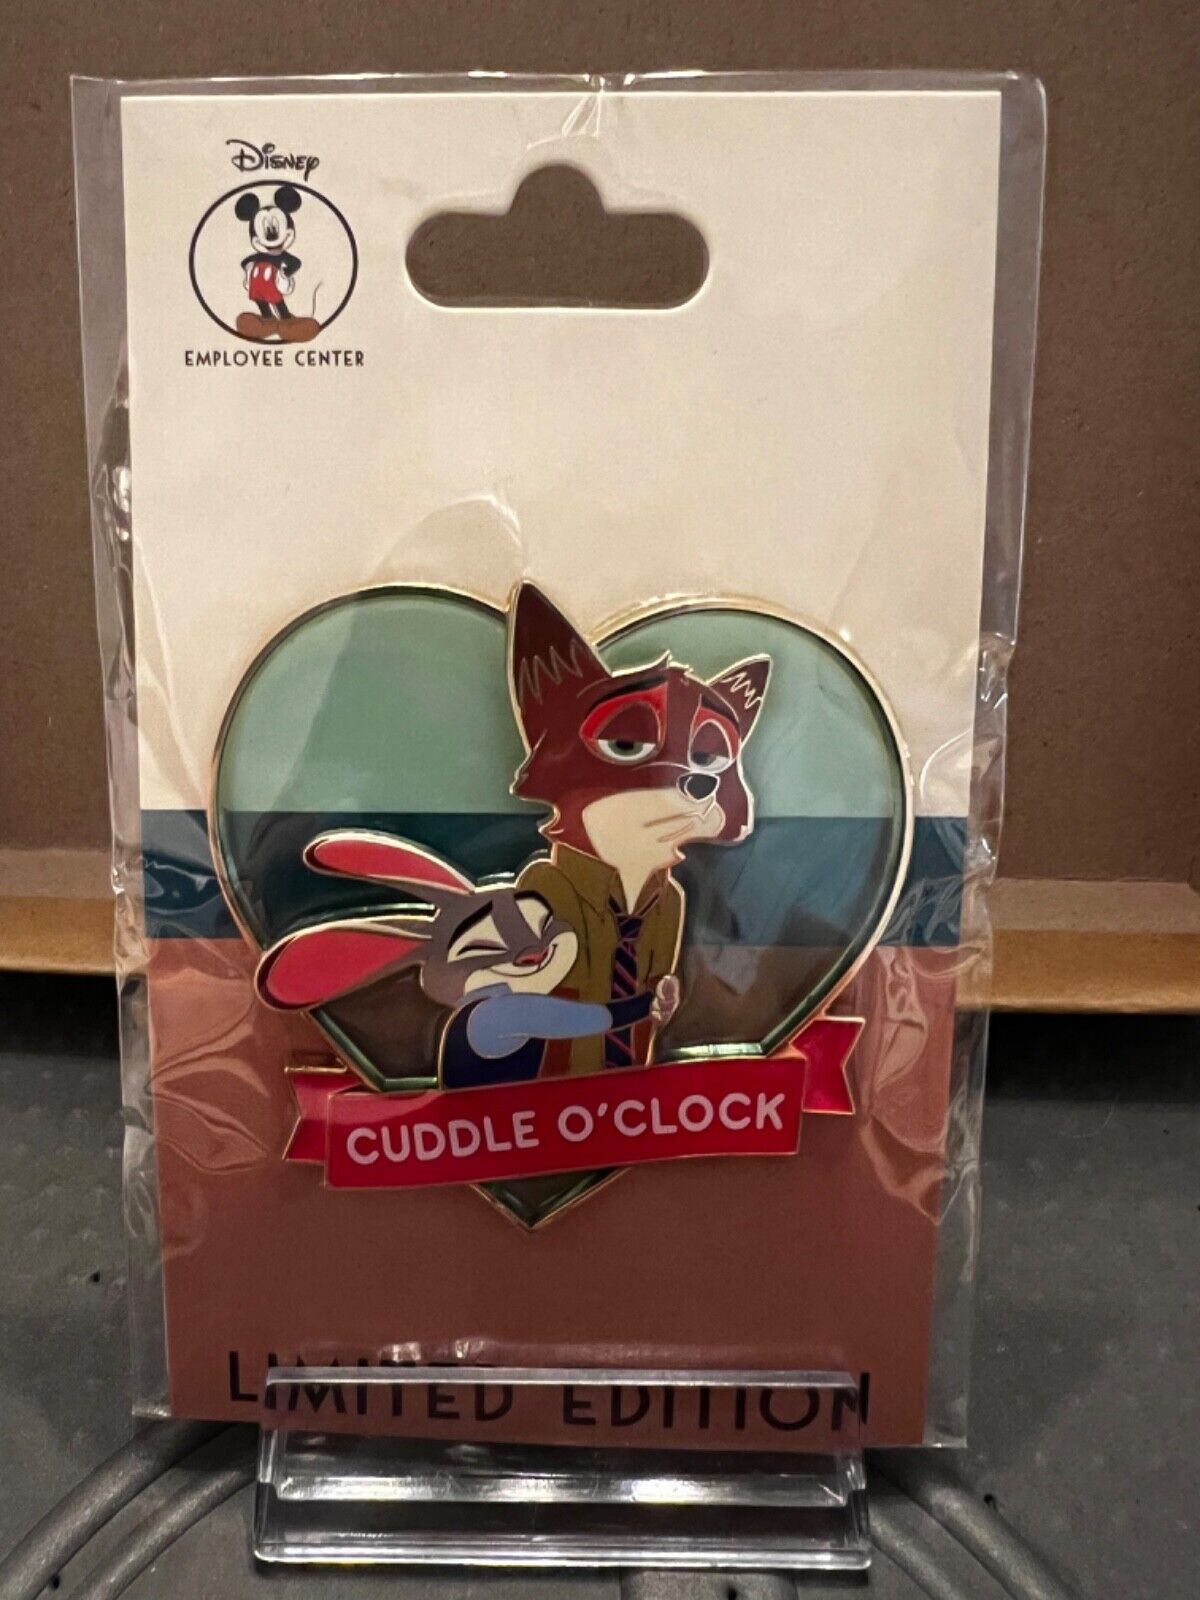 Disney
EMPLOYEE CENTER
CUDDLE O'CLOCK
LIMITED EDITION